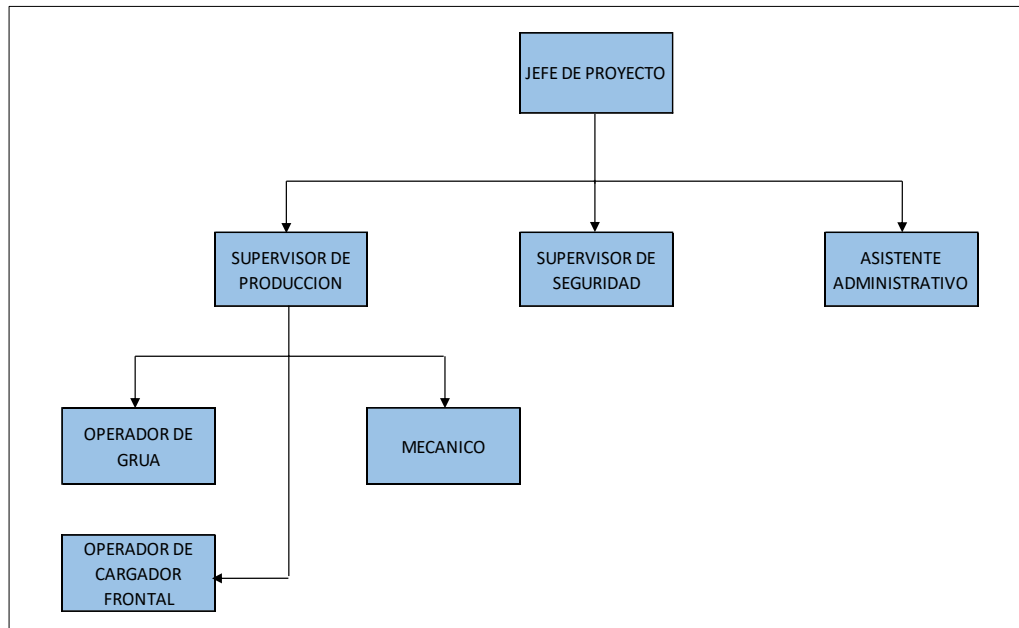 JEFE DE PROYECTO
SUPERVISOR DE
PRODUCCION
SUPERVISOR DE
SEGURIDAD
ASISTENTE
ADMINISTRATIVO
OPERADOR DE
GRUA
MECANICO
OPERADOR DE
CARGADOR
FRONTAL